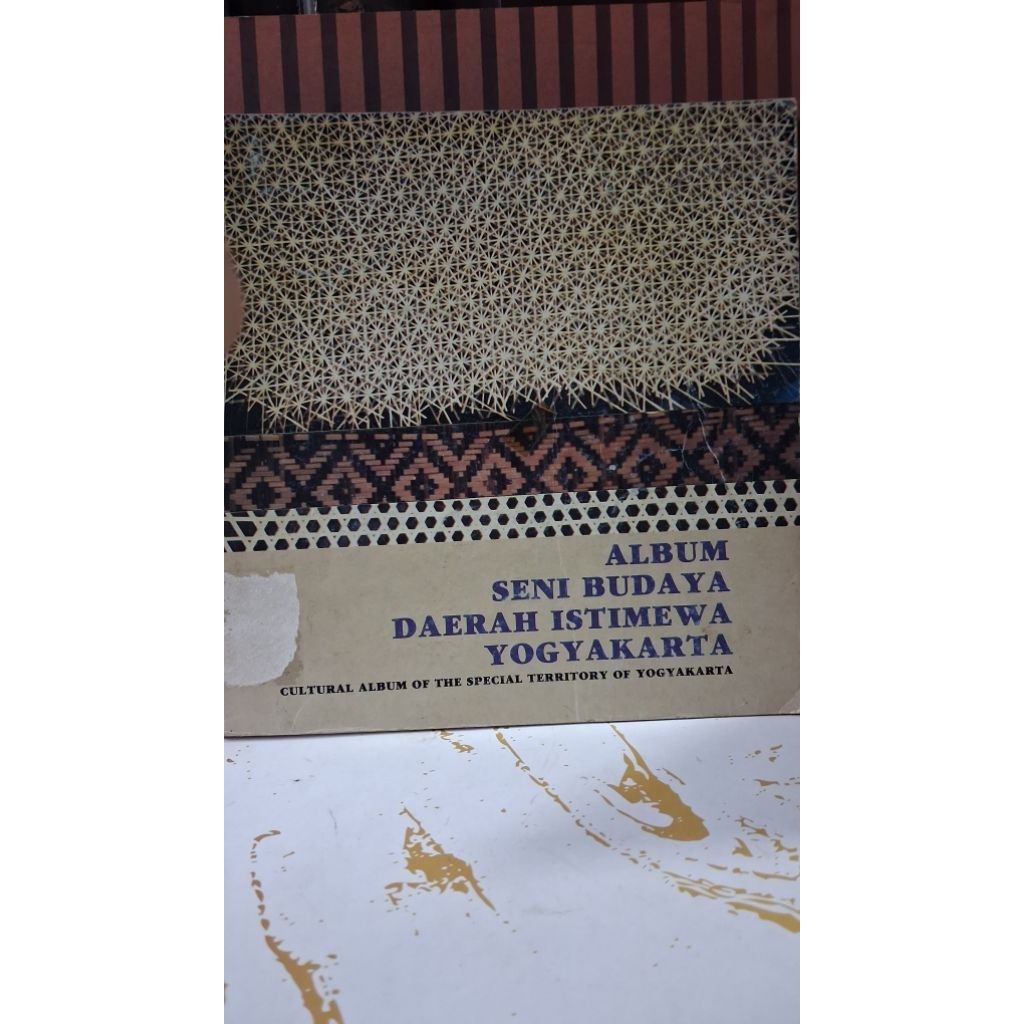 ALBUM
SENI BUDAYA
DAERAH ISTIMEWA
YOGYAKARTA
CULTURAL ALBUM OF THE SPECIAL TERRITORY OF YOGYAKARTA